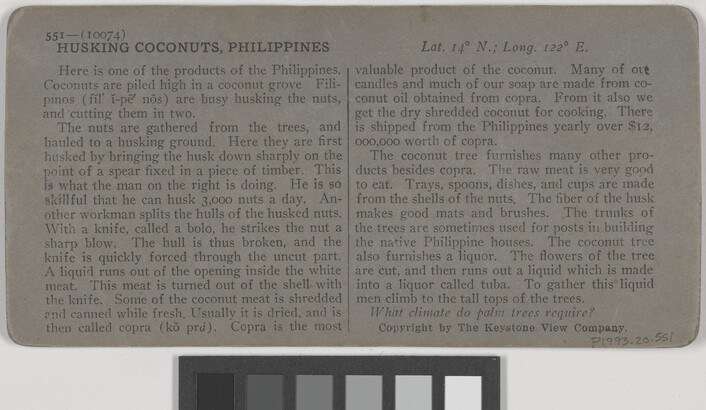 551—(10074)
HUSKING COCONUTS, PHILIPPINES
Lat. 14° N.; Long. 122° E.
Here is one of the products of the Philippines.
Coconuts are piled high in a coconut grove Fili-
pinos (fĭl' ĭ-pē' nōs) are busy husking the nuts,
and cutting them in two.
The nuts are gathered from the trees, and
hauled to a husking ground. Here they are first
husked by bringing the husk down sharply on the
point of a spear fixed in a piece of timber. This
is what the man on the right is doing. He is so
skillful that he can husk 3,000 nuts a day. An-
other workman splits the hulls of the husked nuts.
With a knife, called a bolo, he strikes the nut a
sharp blow. The hull is thus broken, and the
knife is quickly forced through the uncut part.
A liquid runs out of the opening inside the white
meat. This meat is turned out of the shell with
the knife. Some of the coconut meat is shredded
and canned while fresh. Usually it is dried, and is
then called copra (kŏ prá). Copra is the most
valuable product of the coconut. Many of out
candles and much of our soap are made from co-
conut oil obtained from copra. From it also we
get the dry shredded coconut for cooking. There
is shipped from the Philippines yearly over $12,
000,000 worth of copra.
The coconut tree furnishes many other pro-
ducts besides copra. The raw meat is very good
to eat. Trays, spoons, dishes, and cups are made
from the shells of the nuts. The fiber of the husk
makes good mats and brushes. The trunks of
the trees are sometimes used for posts in building
the native Philippine houses. The coconut tree
also furnishes a liquor. The flowers of the tree
are cut, and then runs out a liquid which is made
into a liquor called tuba. To gather this liquid
men climb to the tall tops of the trees.
What climate do palm trees require?
Copyright by The Keystone View Company.
P1993.20.551